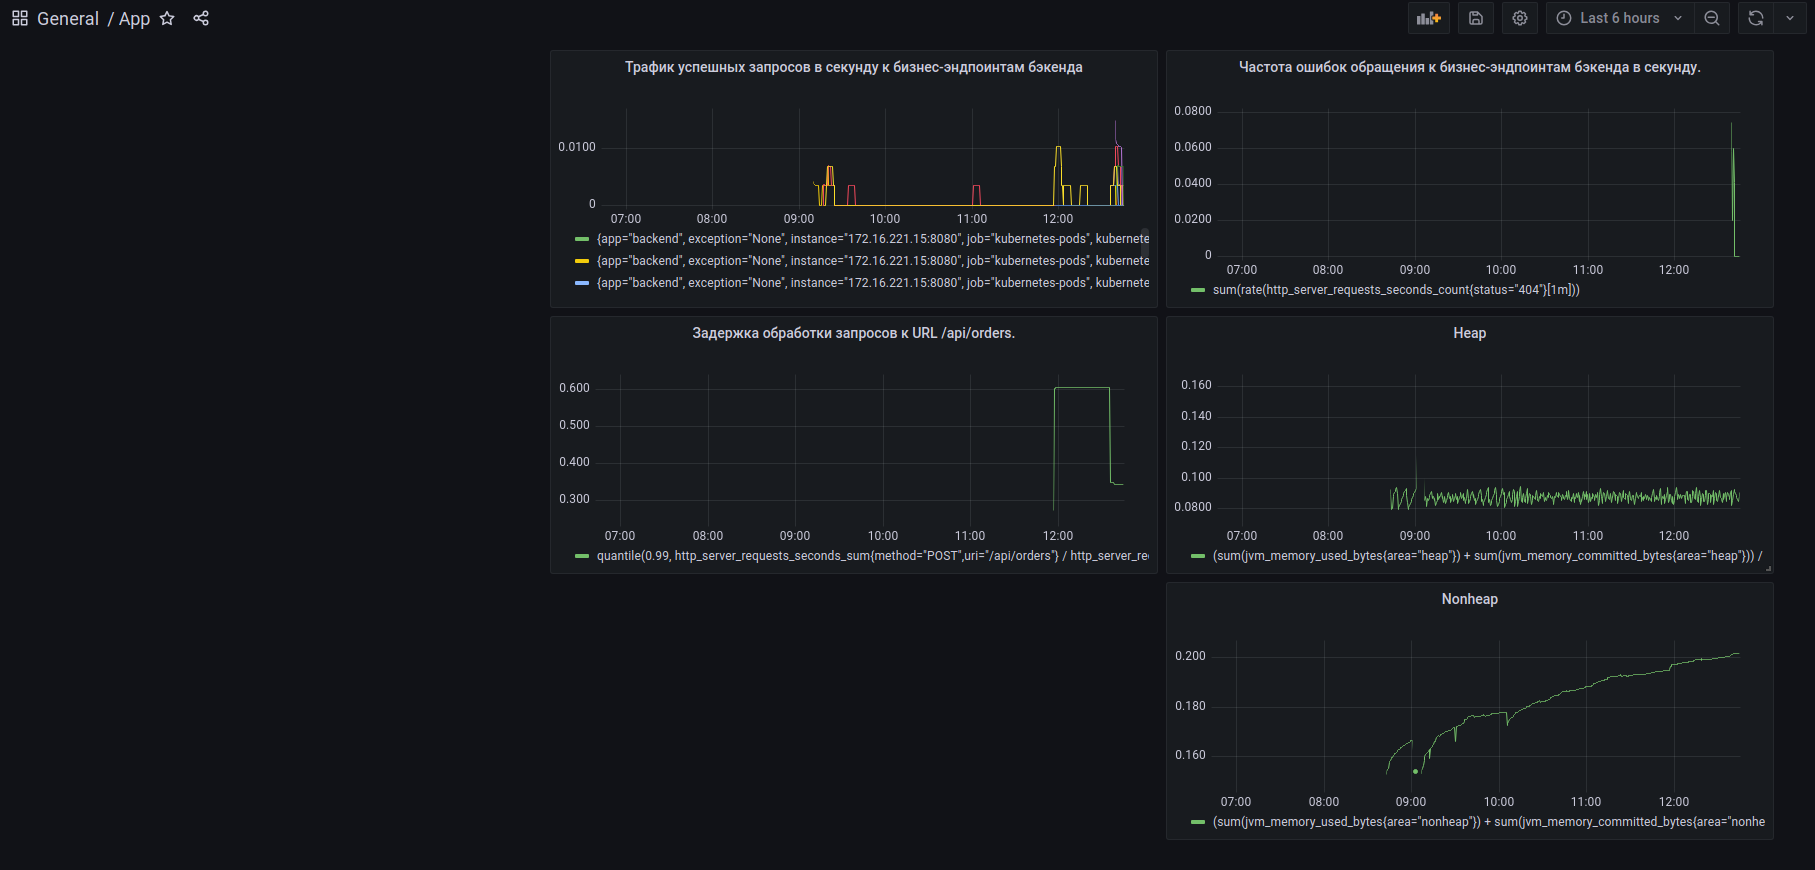 General / App
Last 6 hours
Трафик успешных запросов в секунду к бизнес-эндпоинтам бэкенда
0.0100
0
07:00 08:00 09:00 10:00 11:00 12:00
{app="backend", exception="None", instance="172.16.221.15:8080", job="kubernetes-pods", kubernete
{app="backend", exception="None", instance="172.16.221.15:8080", job="kubernetes-pods", kubernete
{app="backend", exception="None", instance="172.16.221.15:8080", job="kubernetes-pods", kubernete
Частота ошибок обращения к бизнес-эндпоинтам бэкенда в секунду.
0.0800
0.0600
0.0400
0.0200
0
07:00 08:00 09:00 10:00 11:00 12:00
sum(rate(http_server_requests_seconds_count{status="404"}[1m]))
Задержка обработки запросов к URL /api/orders.
0.600
0.500
0.400
0.300
07:00 08:00 09:00 10:00 11:00 12:00
quantile(0.99, http_server_requests_seconds_sum{method="POST",uri="/api/orders"} / http_server_re
Heap
0.160
0.140
0.120
0.100
0.0800
07:00 08:00 09:00 10:00 11:00 12:00
(sum(jvm_memory_used_bytes{area="heap"}) + sum(jvm_memory_committed_bytes{area="heap"})) /
Nonheap
0.200
0.180
0.160
07:00 08:00 09:00 10:00 11:00 12:00
(sum(jvm_memory_used_bytes{area="nonheap"}) + sum(jvm_memory_committed_bytes{area="nonhe